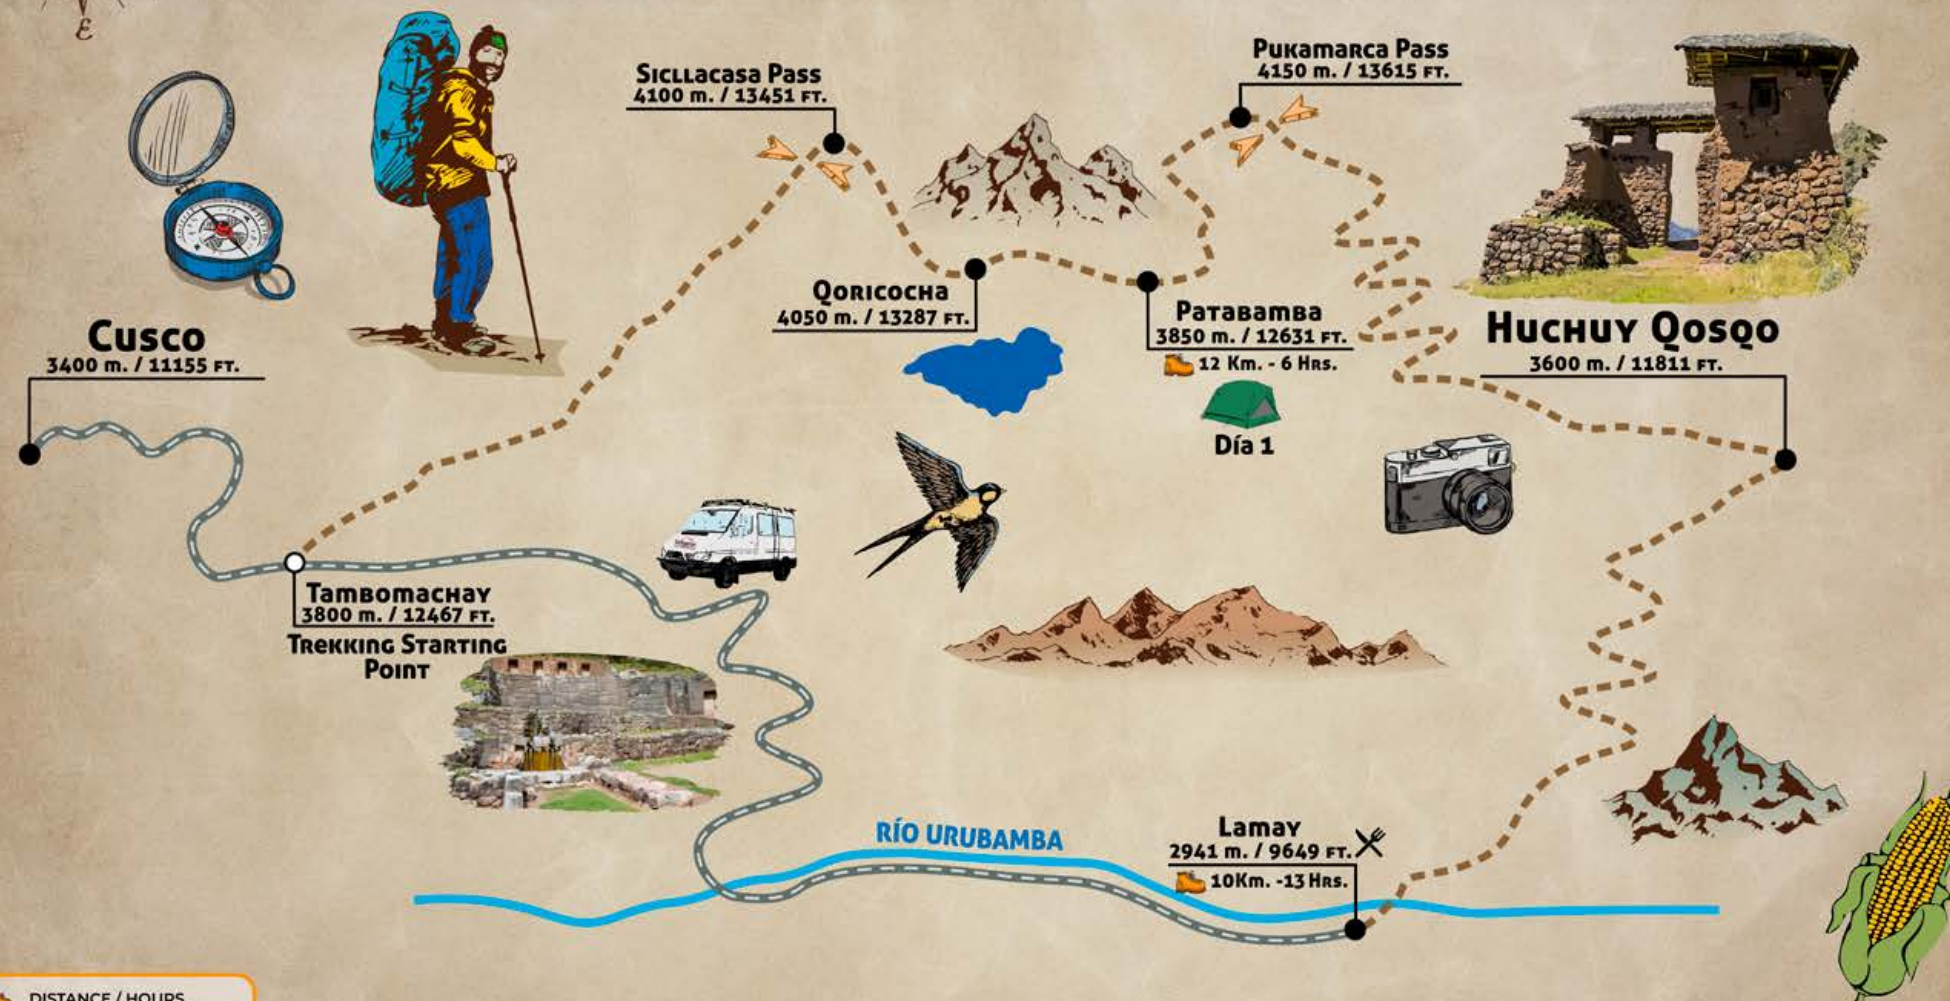 ε
Sicllacasa Pass
4100 m. / 13451 ft.
Pukamarca Pass
4150 m. / 13615 ft.
Qoricocha
4050 m. / 13287 ft.
Patabamba
3850 m. / 12631 ft.
12 Km. - 6 Hrs.
Día 1
Huchuy Qosqo
3600 m. / 11811 ft.
Cusco
3400 m. / 11155 ft.
Tambomachay
3800 m. / 12467 ft.
Trekking Starting
Point
RÍO URUBAMBA
Lamay
2941 m. / 9649 ft.
10Km. -13 Hrs.
DISTANCE / HOURS